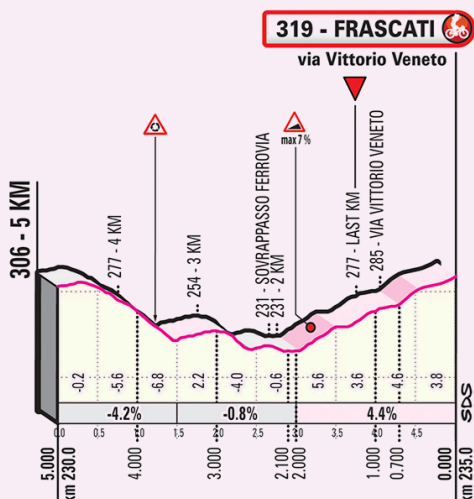 319 - FRASCATI
via Vittorio Veneto
max 7 %
306 - 5 KM
277 - 4 KM
254 - 3 KM
231 - SOVRAPPASSO FERROVIA
231 - 2 KM
277 - LAST KM
285 - VIA VITTORIO VENETO
-0.2 -5.6 -6.8 2.2 -4.0 -0.6 5.6 3.6 4.6 3.8
-4.2% -0.8% 4.4%
SDS
0,0 0,5 1,0 1,5 2,0 2,5 3,0 3,5 4,0 4,5
5.000 4.000 3.000 2.100 2.000 1.000 0.700 0.000
km 230.0
km 235.0